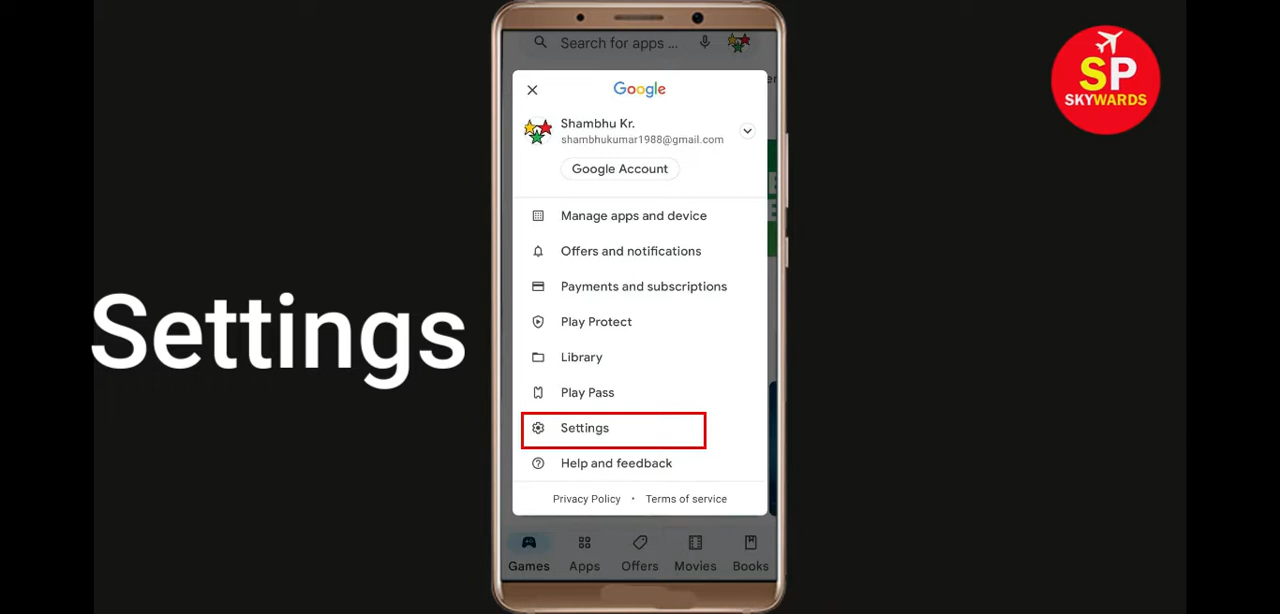 Search for apps ...
SP
SKYWARDS
Google
Shambhu Kr.
shambhukumar1988@gmail.com
Google Account
Manage apps and device
Offers and notifications
Payments and subscriptions
Play Protect
Library
Play Pass
Settings
Settings
Help and feedback
Privacy Policy • Terms of service
Games Apps Offers Movies Books